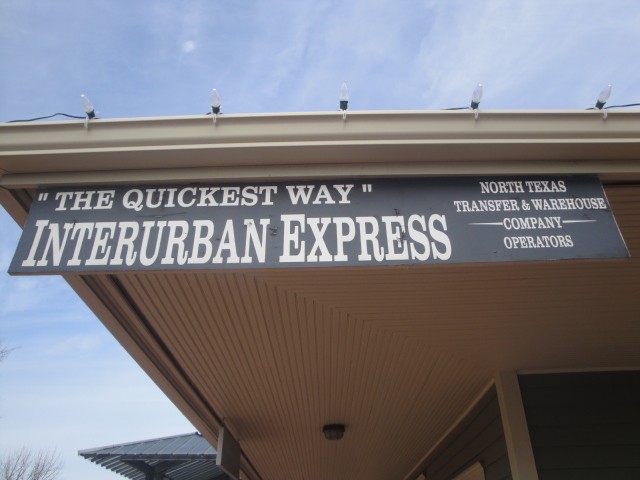 " THE QUICKEST WAY "
INTERURBAN EXPRESS
NORTH TEXAS
TRANSFER & WAREHOUSE
COMPANY
OPERATORS